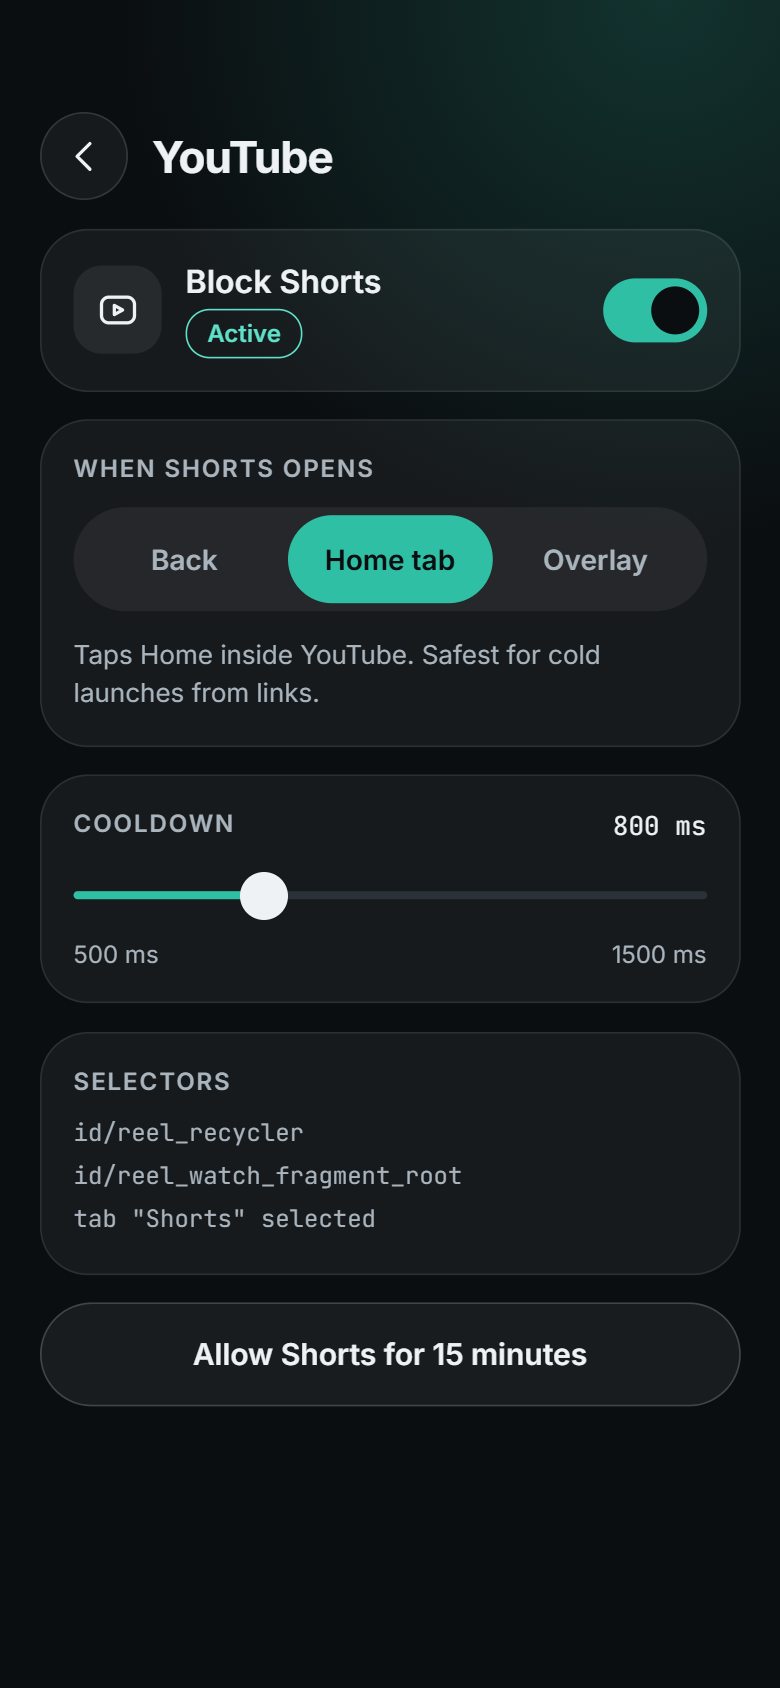 YouTube
Block Shorts
Active
WHEN SHORTS OPENS
Back Home tab Overlay
Taps Home inside YouTube. Safest for cold
launches from links.
COOLDOWN 800 ms
500 ms 1500 ms
SELECTORS
id/reel_recycler
id/reel_watch_fragment_root
tab "Shorts" selected
Allow Shorts for 15 minutes